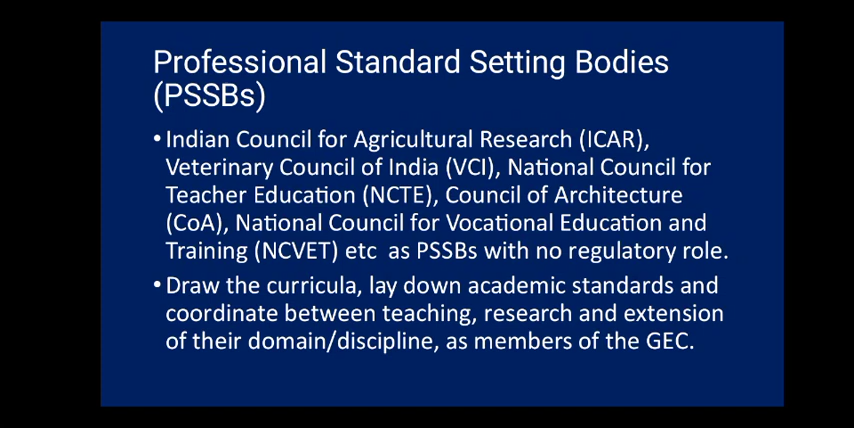 Professional Standard Setting Bodies
(PSSBs)
• Indian Council for Agricultural Research (ICAR),
Veterinary Council of India (VCI), National Council for
Teacher Education (NCTE), Council of Architecture
(CoA), National Council for Vocational Education and
Training (NCVET) etc as PSSBs with no regulatory role.
• Draw the curricula, lay down academic standards and
coordinate between teaching, research and extension
of their domain/discipline, as members of the GEC.